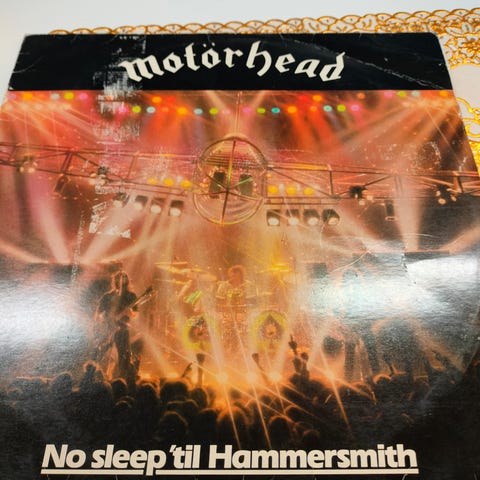 motörhead
No sleep 'til Hammersmith